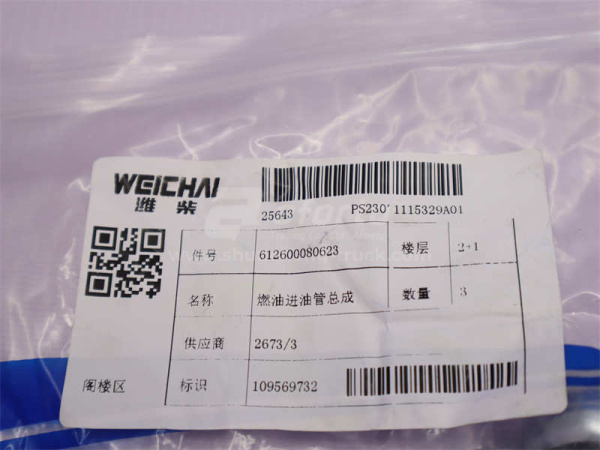 WEICHAI
潍柴
25643 PS230 1115329A01
件号 612600080623 楼层 2+1
名称 燃油进油管总成 数量 3
供应商 2673/3
阁楼区 标识 109569732